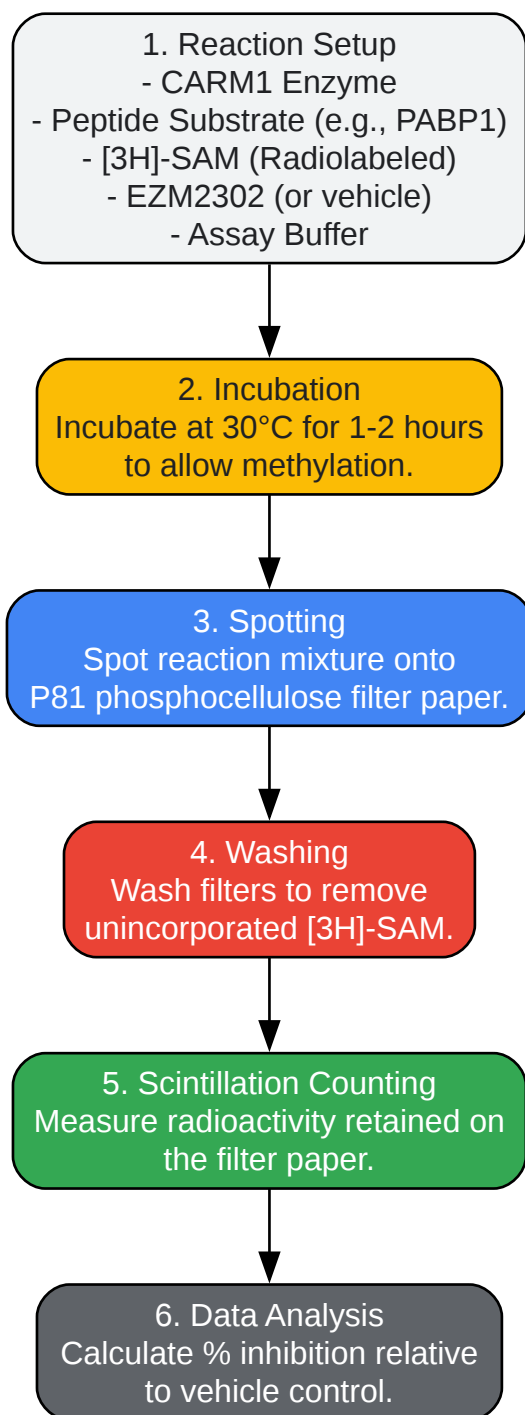 1. Reaction Setup
- CARM1 Enzyme
- Peptide Substrate (e.g., PABP1)
- [3H]-SAM (Radiolabeled)
- EZM2302 (or vehicle)
- Assay Buffer
2. Incubation
Incubate at 30°C for 1-2 hours
to allow methylation.
3. Spotting
Spot reaction mixture onto
P81 phosphocellulose filter paper.
4. Washing
Wash filters to remove
unincorporated [3H]-SAM.
5. Scintillation Counting
Measure radioactivity retained on
the filter paper.
6. Data Analysis
Calculate % inhibition relative
to vehicle control.